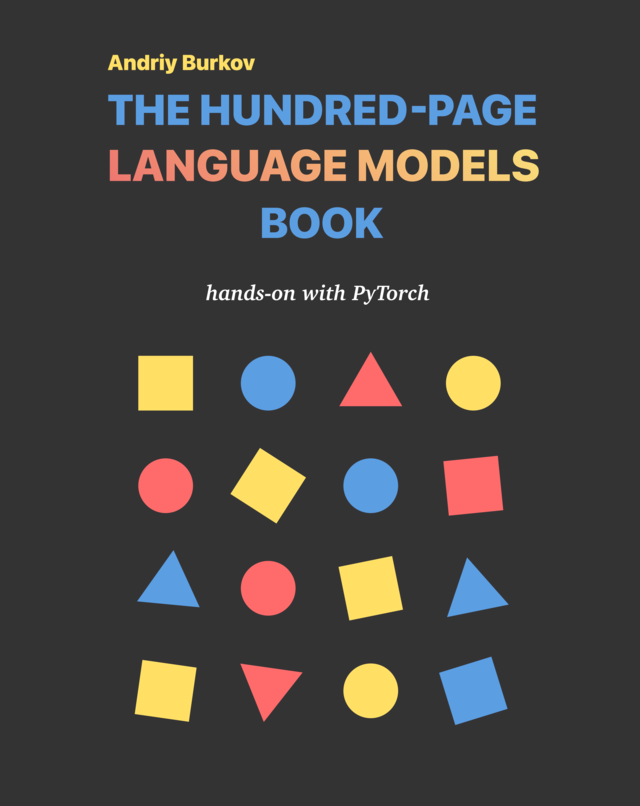 Andriy Burkov
THE HUNDRED-PAGE
LANGUAGE MODELS
BOOK
hands-on with PyTorch